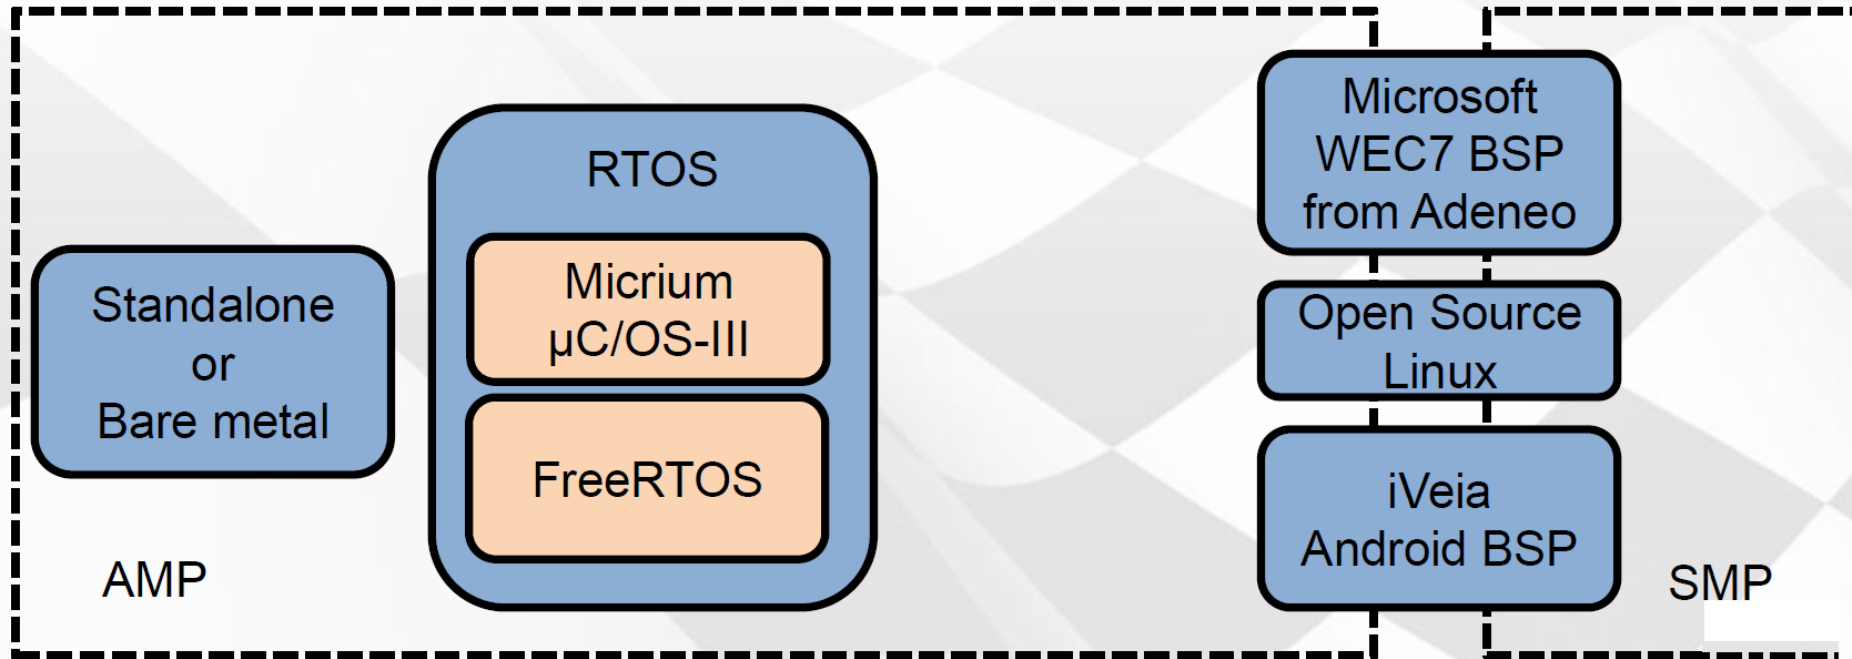 Standalone
or
Bare metal
AMP
RTOS
Micrium
µC/OS-III
FreeRTOS
Microsoft
WEC7 BSP
from Adeneo
Open Source
Linux
iVeia
Android BSP
SMP